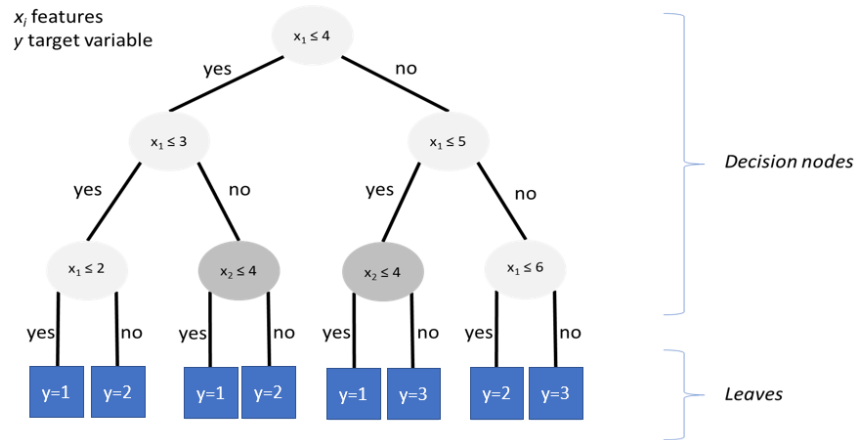 xᵢ features
y target variable
x₁ ≤ 4
yes
no
x₁ ≤ 3
x₁ ≤ 5
Decision nodes
yes
no
yes
no
x₁ ≤ 2
x₂ ≤ 4
x₂ ≤ 4
x₁ ≤ 6
yes
no
yes
no
yes
no
yes
no
y=1
y=2
y=1
y=2
y=1
y=3
y=2
y=3
Leaves